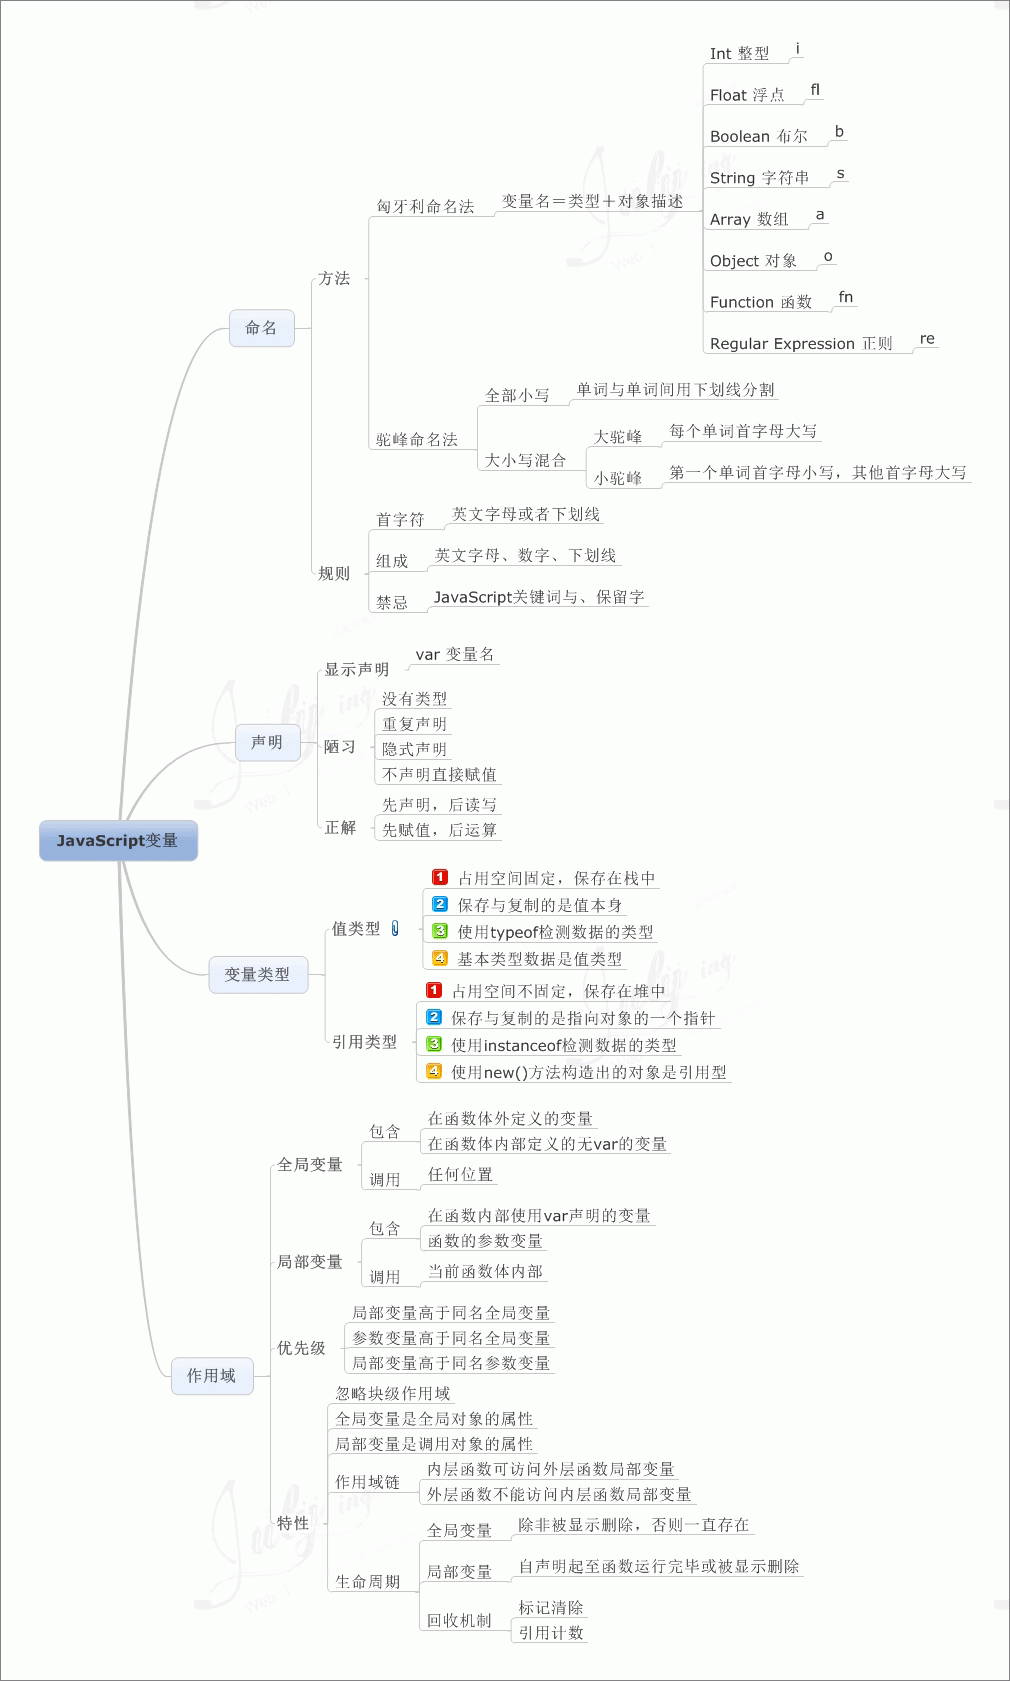 JavaScript变量
命名
方法
匈牙利命名法
变量名＝类型＋对象描述
Int 整型
i
Float 浮点
fl
Boolean 布尔
b
String 字符串
s
Array 数组
a
Object 对象
o
Function 函数
fn
Regular Expression 正则
re
驼峰命名法
全部小写
单词与单词间用下划线分割
大小写混合
大驼峰
每个单词首字母大写
小驼峰
第一个单词首字母小写，其他首字母大写
规则
首字符
英文字母或者下划线
组成
英文字母、数字、下划线
禁忌
JavaScript关键词与、保留字
声明
显示声明
var 变量名
陋习
没有类型
重复声明
隐式声明
不声明直接赋值
正解
先声明，后读写
先赋值，后运算
变量类型
值类型
1 占用空间固定，保存在栈中
2 保存与复制的是值本身
3 使用typeof检测数据的类型
4 基本类型数据是值类型
引用类型
1 占用空间不固定，保存在堆中
2 保存与复制的是指向对象的一个指针
3 使用instanceof检测数据的类型
4 使用new()方法构造出的对象是引用型
作用域
全局变量
包含
在函数体外定义的变量
在函数体内部定义的无var的变量
调用
任何位置
局部变量
包含
在函数内部使用var声明的变量
函数的参数变量
调用
当前函数体内部
优先级
局部变量高于同名全局变量
参数变量高于同名全局变量
局部变量高于同名参数变量
特性
忽略块级作用域
全局变量是全局对象的属性
局部变量是调用对象的属性
作用域链
内层函数可访问外层函数局部变量
外层函数不能访问内层函数局部变量
生命周期
全局变量
除非被显示删除，否则一直存在
局部变量
自声明起至函数运行完毕或被显示删除
回收机制
标记清除
引用计数